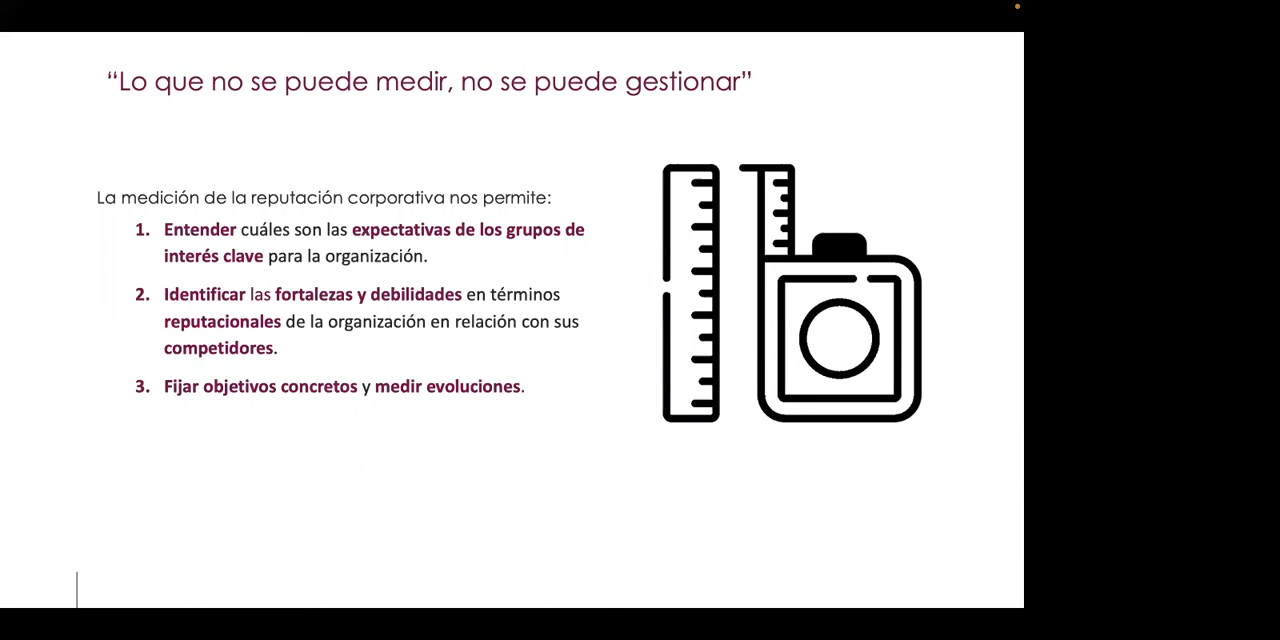 “Lo que no se puede medir, no se puede gestionar”
La medición de la reputación corporativa nos permite:
1. Entender cuáles son las expectativas de los grupos de
interés clave para la organización.
2. Identificar las fortalezas y debilidades en términos
reputacionales de la organización en relación con sus
competidores.
3. Fijar objetivos concretos y medir evoluciones.